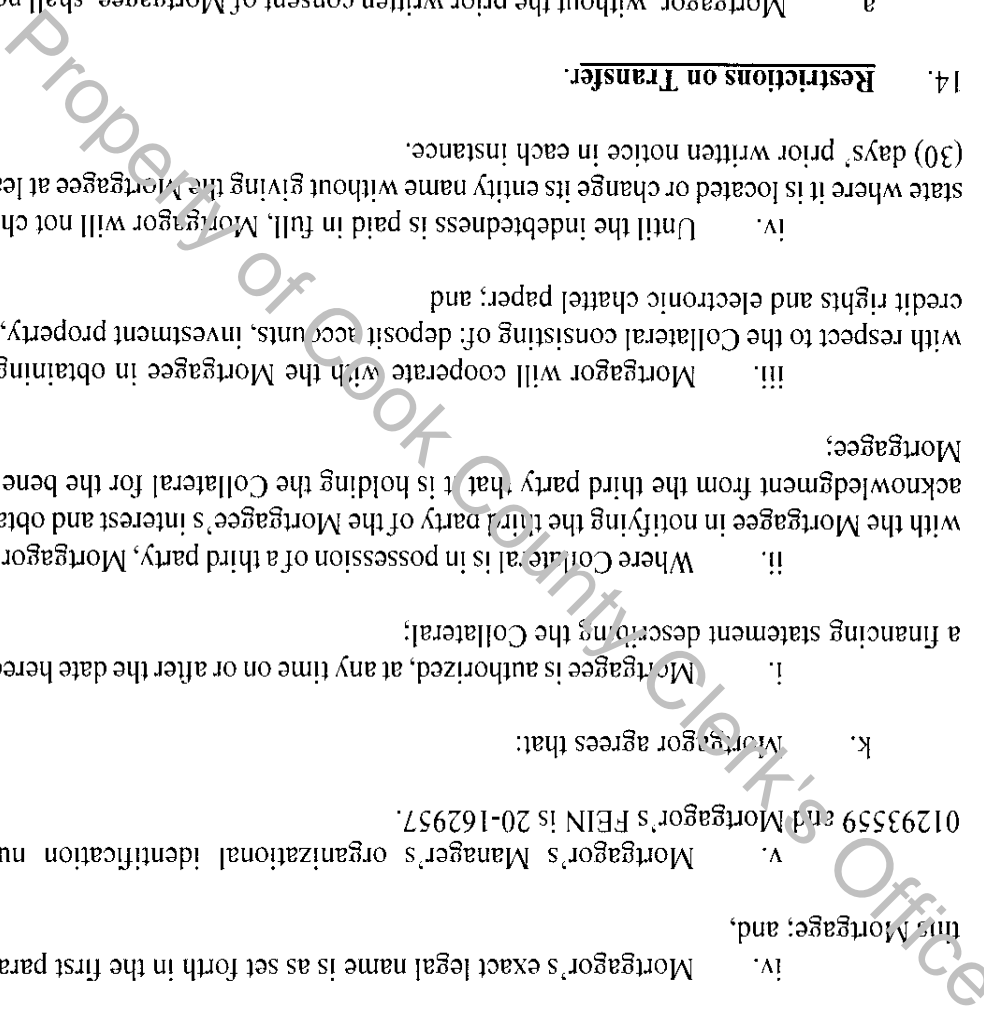 iv. Mortgagor's exact legal name is as set forth in the first para
this Mortgage; and,
v. Mortgagor's Manager's organizational identification nu
01293559 and Mortgagor's FEIN is 20-162957.
k. Mortgagor agrees that:
i. Mortgagee is authorized, at any time on or after the date here
a financing statement describing the Collateral;
ii. Where Collateral is in possession of a third party, Mortgagor
with the Mortgagee in notifying the third party of the Mortgagee's interest and obta
acknowledgment from the third party that it is holding the Collateral for the bene
Mortgagee;
iii. Mortgagor will cooperate with the Mortgagee in obtaining
with respect to the Collateral consisting of: deposit accounts, investment property,
credit rights and electronic chattel paper; and
iv. Until the indebtedness is paid in full, Mortgagor will not ch
state where it is located or change its entity name without giving the Mortgagee at lea
(30) days' prior written notice in each instance.
14. Restrictions on Transfer.
a Mortgagor, without the prior written consent of Mortgagee, shall
Property of Cook County Clerk's Office